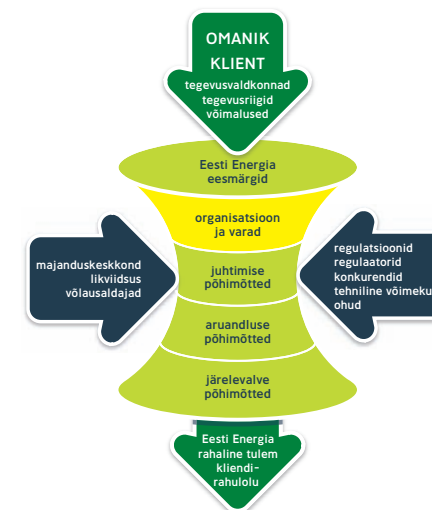 OMANIK
KLIENT
tegevusvaldkonnad
tegevusriigid
võimalused
Eesti Energia
eesmärgid
organisatsioon
ja varad
majanduskeskkond
likviidsus
võlausaldajad
juhtimise
põhimõtted
regulatsioonid
regulaatorid
konkurendid
tehniline võimeku
ohud
aruandluse
põhimõtted
järelevalve
põhimõtted
Eesti Energia
rahaline tulem
kliendi-
rahulolu